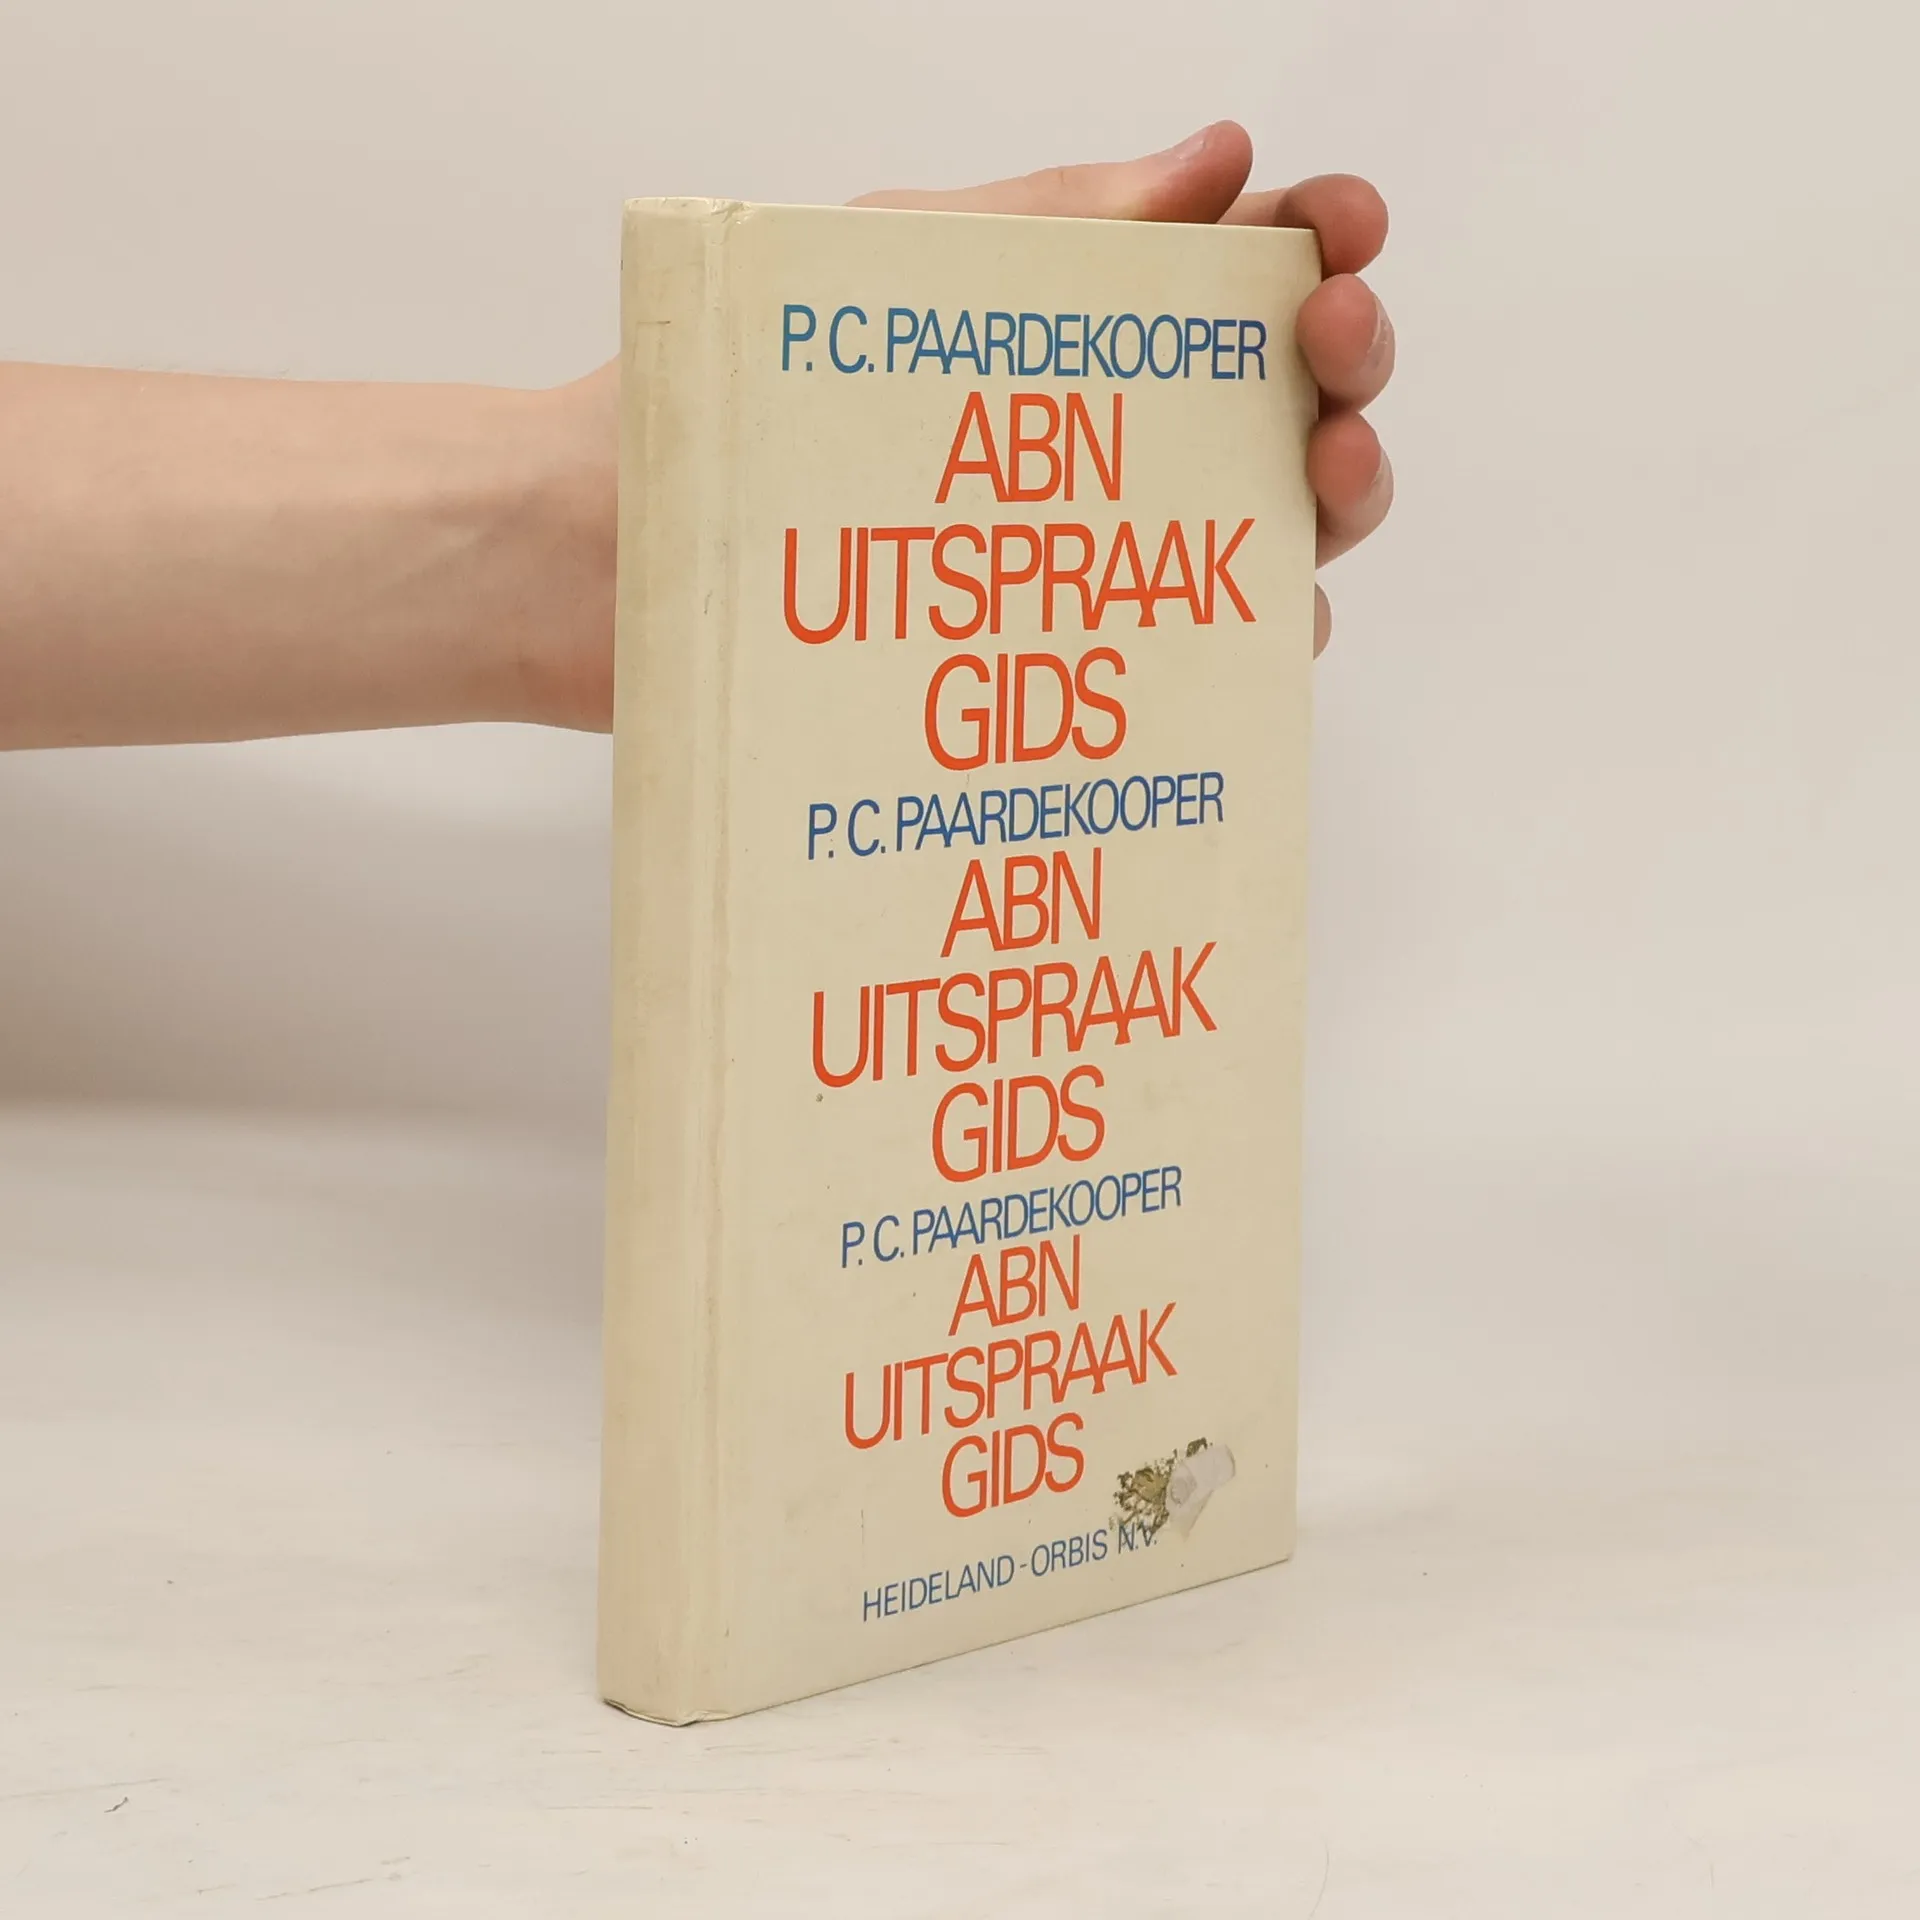 P. C. PAARDEKOOPER
ABN
UITSPRAAK
GIDS
P. C. PAARDEKOOPER
ABN
UITSPRAAK
GIDS
P. C. PAARDEKOOPER
ABN
UITSPRAAK
GIDS
HEIDELAND-ORBIS N.V.